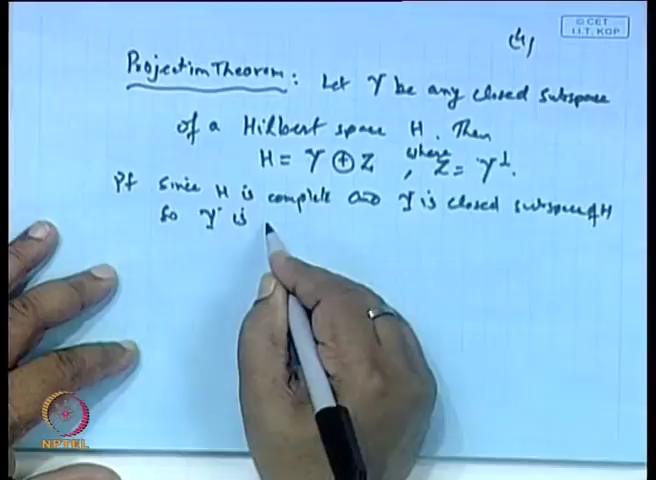 © CET
I.I.T. KGP
Projection Theorem : Let Y be any closed subspace
of a Hilbert space H. Then
H = Y ⊕ Z , where Z = Y⊥.
Pf Since H is complete and Y is closed subspace of H
So Y is
NPTEL